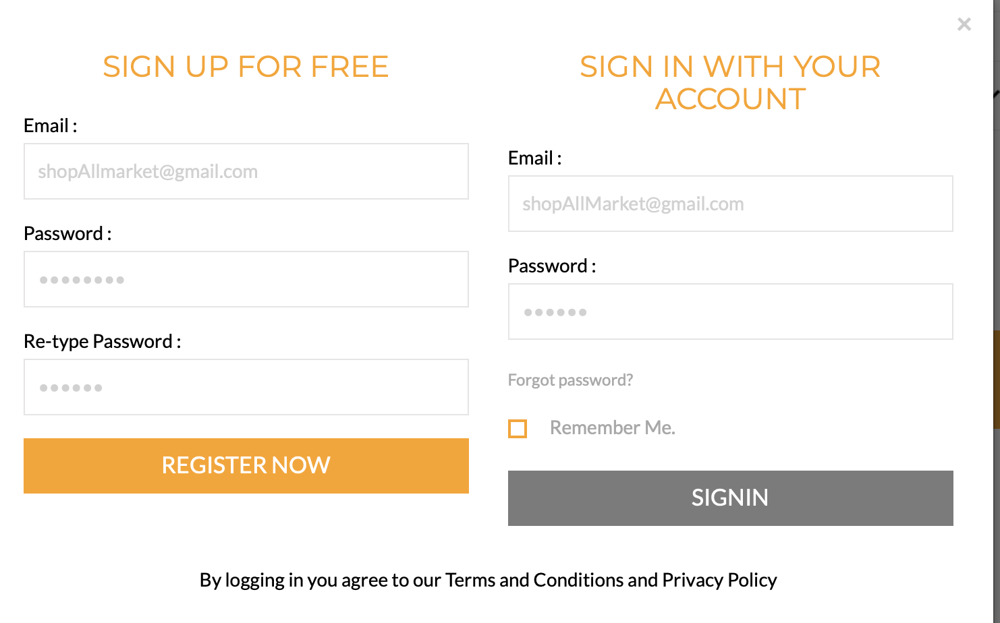 ×
SIGN UP FOR FREE
Email :
shopAllmarket@gmail.com
Password :
••••••••
Re-type Password :
••••••
REGISTER NOW
SIGN IN WITH YOUR
ACCOUNT
Email :
shopAllMarket@gmail.com
Password :
••••••
Forgot password?
Remember Me.
SIGNIN
By logging in you agree to our Terms and Conditions and Privacy Policy